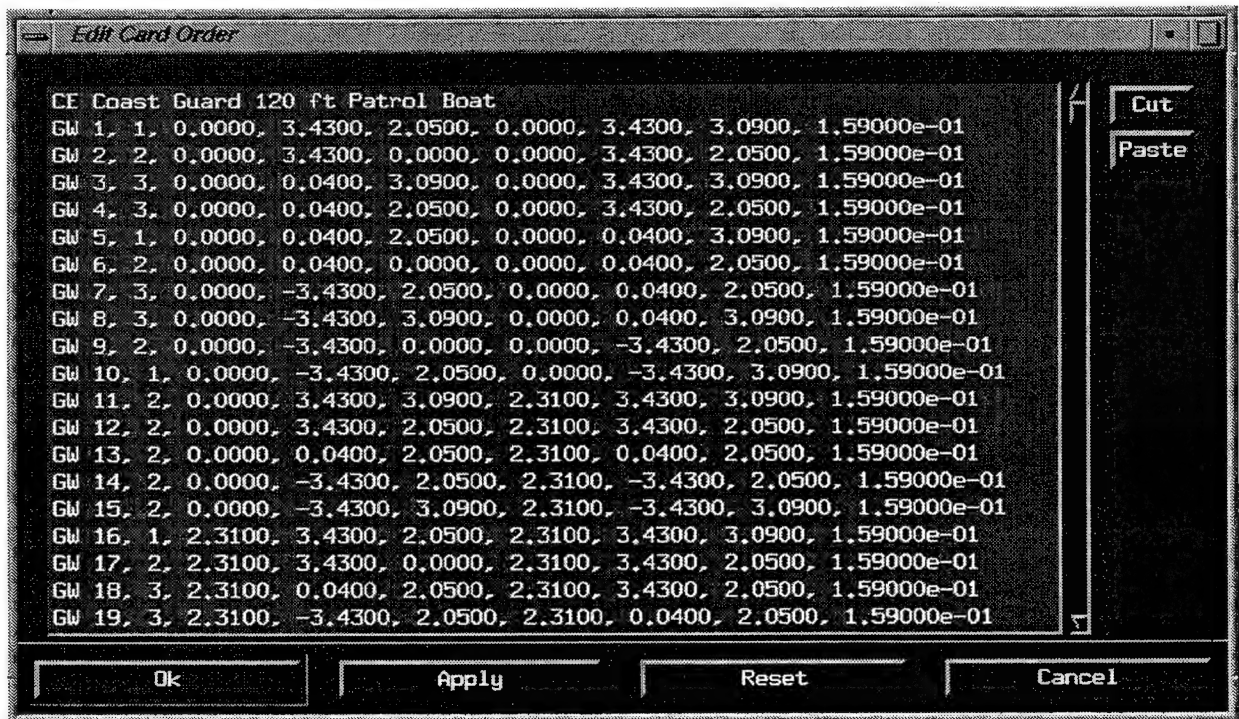 Edit Card Order
CE Coast Guard 120 ft Patrol Boat
GW 1, 1, 0.0000, 3.4300, 2.0500, 0.0000, 3.4300, 3.0900, 1.59000e-01
GW 2, 2, 0.0000, 3.4300, 0.0000, 0.0000, 3.4300, 2.0500, 1.59000e-01
GW 3, 3, 0.0000, 0.0400, 3.0900, 0.0000, 3.4300, 3.0900, 1.59000e-01
GW 4, 3, 0.0000, 0.0400, 2.0500, 0.0000, 3.4300, 2.0500, 1.59000e-01
GW 5, 1, 0.0000, 0.0400, 2.0500, 0.0000, 0.0400, 3.0900, 1.59000e-01
GW 6, 2, 0.0000, 0.0400, 0.0000, 0.0000, 0.0400, 2.0500, 1.59000e-01
GW 7, 3, 0.0000, -3.4300, 2.0500, 0.0000, 0.0400, 2.0500, 1.59000e-01
GW 8, 3, 0.0000, -3.4300, 3.0900, 0.0000, 0.0400, 3.0900, 1.59000e-01
GW 9, 2, 0.0000, -3.4300, 0.0000, 0.0000, -3.4300, 2.0500, 1.59000e-01
GW 10, 1, 0.0000, -3.4300, 2.0500, 0.0000, -3.4300, 3.0900, 1.59000e-01
GW 11, 2, 0.0000, 3.4300, 3.0900, 2.3100, 3.4300, 3.0900, 1.59000e-01
GW 12, 2, 0.0000, 3.4300, 2.0500, 2.3100, 3.4300, 2.0500, 1.59000e-01
GW 13, 2, 0.0000, 0.0400, 2.0500, 2.3100, 0.0400, 2.0500, 1.59000e-01
GW 14, 2, 0.0000, -3.4300, 2.0500, 2.3100, -3.4300, 2.0500, 1.59000e-01
GW 15, 2, 0.0000, -3.4300, 3.0900, 2.3100, -3.4300, 3.0900, 1.59000e-01
GW 16, 1, 2.3100, 3.4300, 2.0500, 2.3100, 3.4300, 3.0900, 1.59000e-01
GW 17, 2, 2.3100, 3.4300, 0.0000, 2.3100, 3.4300, 2.0500, 1.59000e-01
GW 18, 3, 2.3100, 0.0400, 2.0500, 2.3100, 3.4300, 2.0500, 1.59000e-01
GW 19, 3, 2.3100, -3.4300, 2.0500, 2.3100, 0.0400, 2.0500, 1.59000e-01
Cut
Paste
Ok
Apply
Reset
Cancel